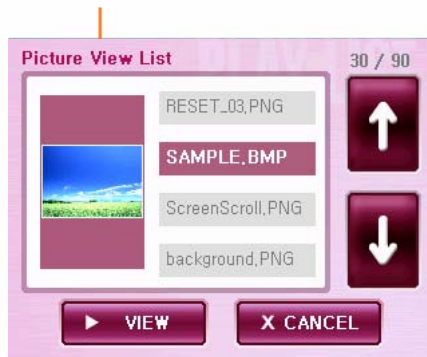 Picture View List
30 / 90
RESET_03.PNG
SAMPLE.BMP
ScreenScroll.PNG
background.PNG
VIEW
X CANCEL